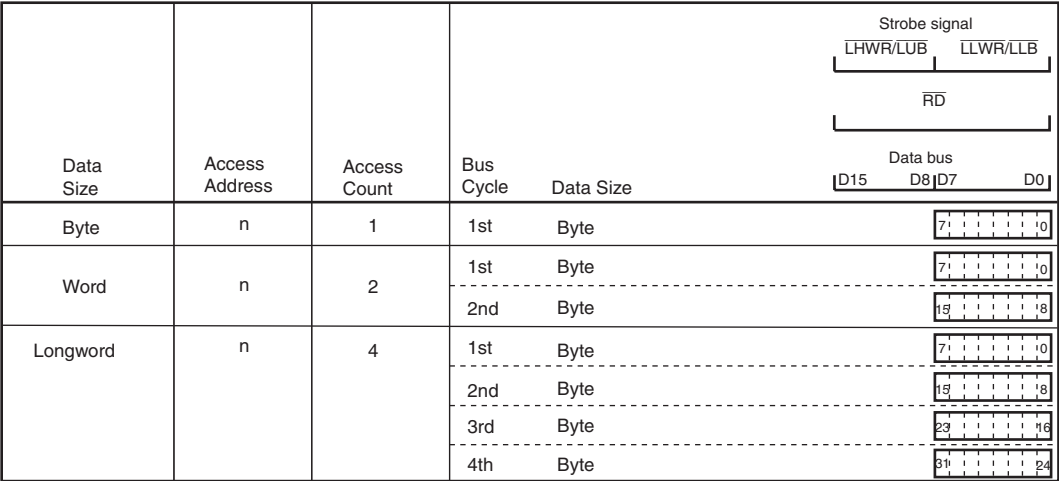 Strobe signal
LHWR/LUB LLWR/LLB
RD
Data Size
Access Address
Access Count
Bus Cycle
Data Size
Data bus
D15 D8 D7 D0
Byte n 1 1st Byte 7 0
Word n 2 1st Byte 7 0
2nd Byte 15 8
Longword n 4 1st Byte 7 0
2nd Byte 15 8
3rd Byte 23 16
4th Byte 31 24